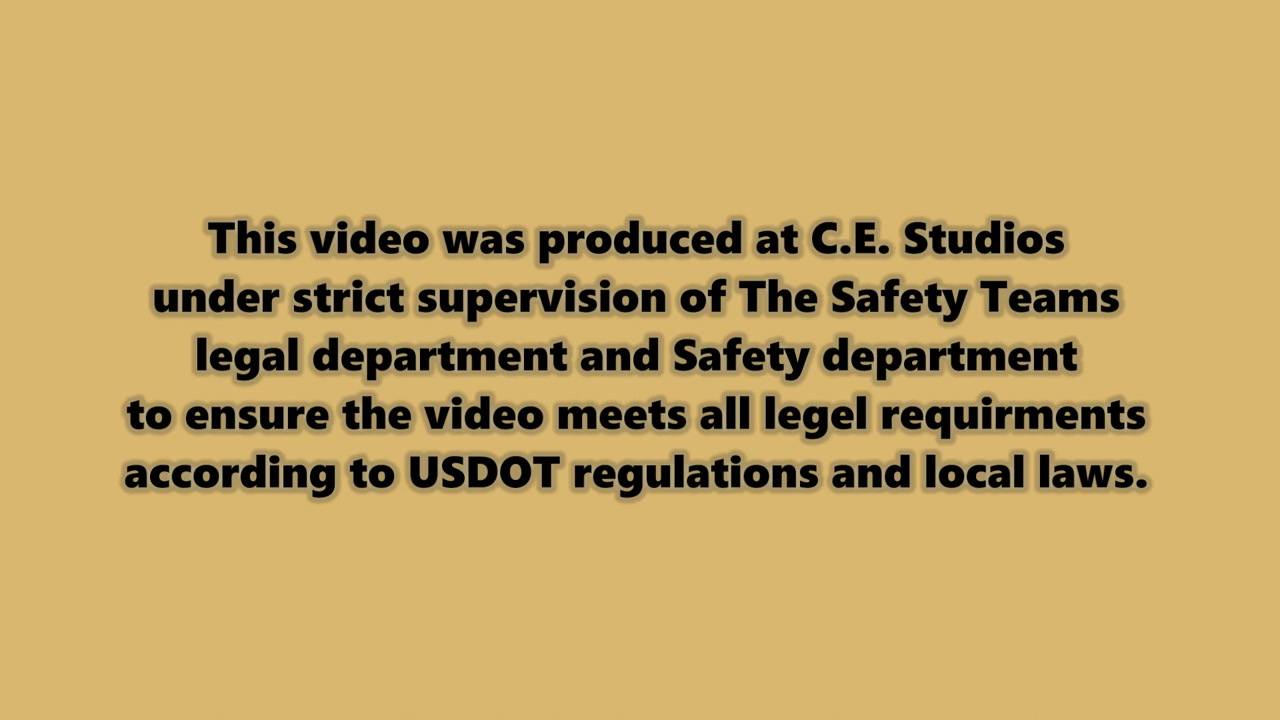 This video was produced at C.E. Studios
under strict supervision of The Safety Teams
legal department and Safety department
to ensure the video meets all legel requirments
according to USDOT regulations and local laws.